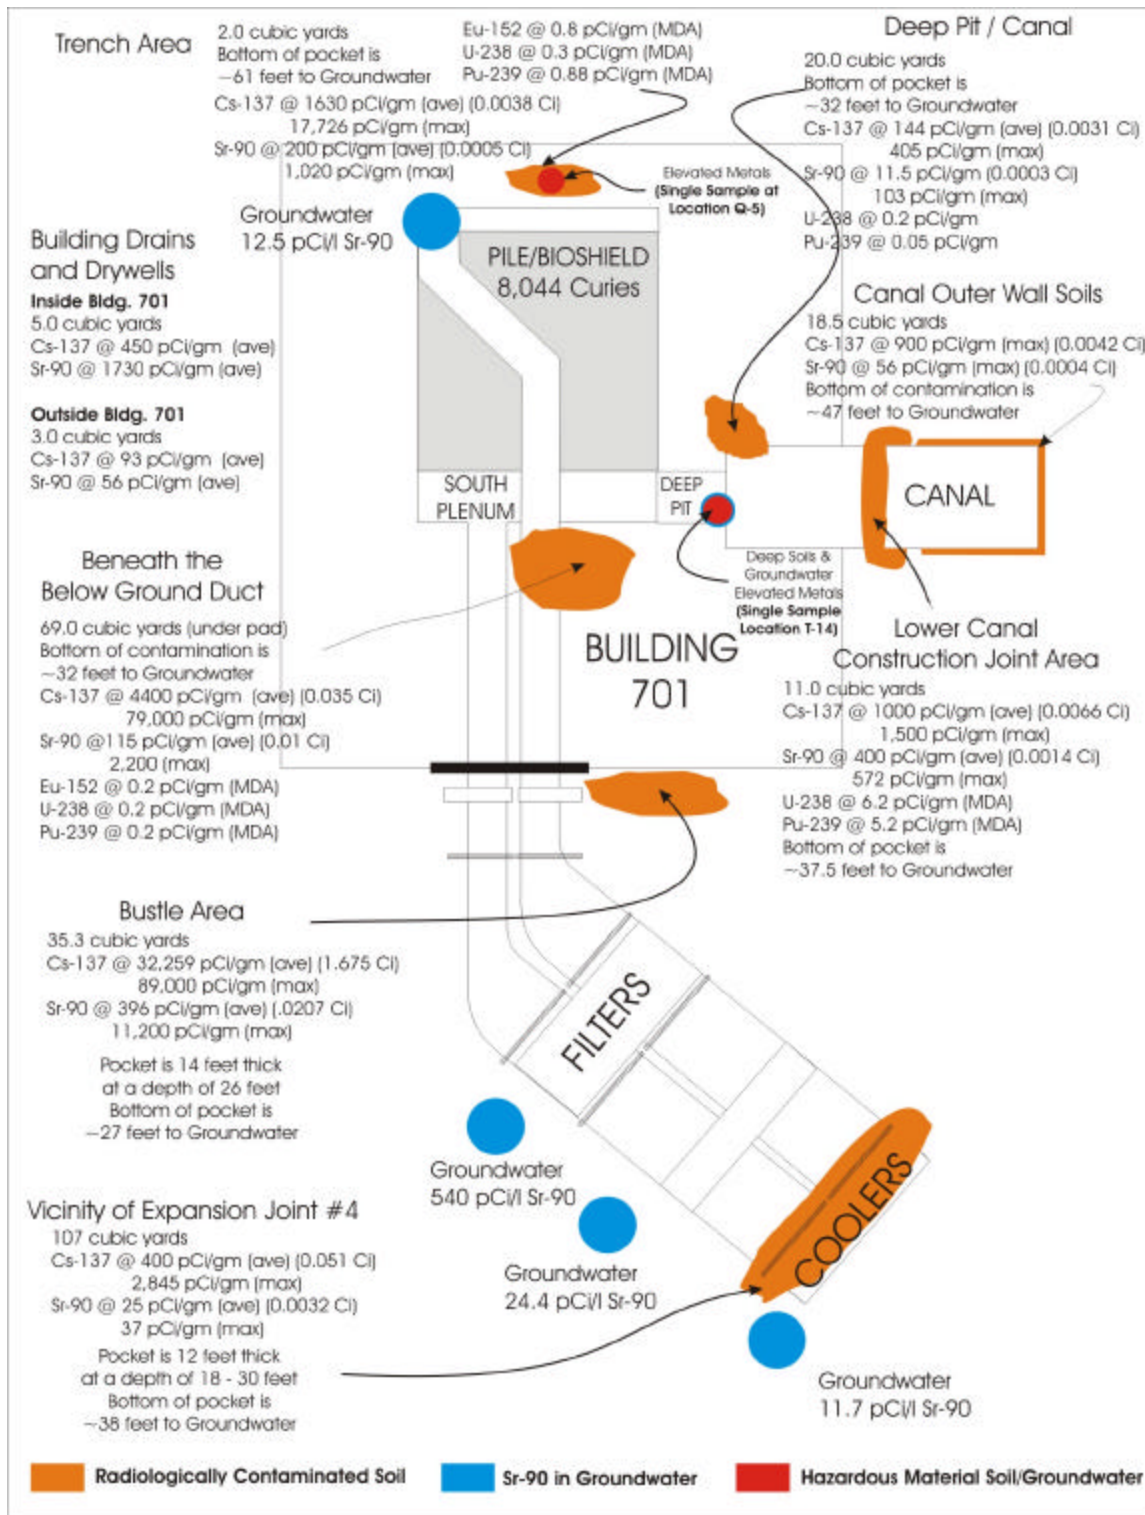 Trench Area
2.0 cubic yards
Bottom of pocket is
~61 feet to Groundwater
Cs-137 @ 1630 pCi/gm (ave) (0.0038 Ci)
17,726 pCi/gm (max)
Sr-90 @ 200 pCi/gm (ave) (0.0005 Ci)
1,020 pCi/gm (max)
Eu-152 @ 0.8 pCi/gm (MDA)
U-238 @ 0.3 pCi/gm (MDA)
Pu-239 @ 0.88 pCi/gm (MDA)
Deep Pit / Canal
20.0 cubic yards
Bottom of pocket is
~32 feet to Groundwater
Cs-137 @ 144 pCi/gm (ave) (0.0031 Ci)
405 pCi/gm (max)
Sr-90 @ 11.5 pCi/gm (0.0003 Ci)
103 pCi/gm (max)
U-238 @ 0.2 pCi/gm
Pu-239 @ 0.05 pCi/gm
Elevated Metals
(Single Sample at
Location Q-5)
Groundwater
12.5 pCi/l Sr-90
PILE/BIOSHIELD
8,044 Curies
Building Drains
and Drywells
Inside Bldg. 701
5.0 cubic yards
Cs-137 @ 450 pCi/gm (ave)
Sr-90 @ 1730 pCi/gm (ave)
Outside Bldg. 701
3.0 cubic yards
Cs-137 @ 93 pCi/gm (ave)
Sr-90 @ 56 pCi/gm (ave)
Canal Outer Wall Soils
18.5 cubic yards
Cs-137 @ 900 pCi/gm (max) (0.0042 Ci)
Sr-90 @ 56 pCi/gm (max) (0.0004 Ci)
Bottom of contamination is
~47 feet to Groundwater
SOUTH
PLENUM
DEEP
PIT
CANAL
Deep Soils &
Groundwater
Elevated Metals
(Single Sample
Location T-14)
BUILDING
701
Beneath the
Below Ground Duct
69.0 cubic yards (under pad)
Bottom of contamination is
~32 feet to Groundwater
Cs-137 @ 4400 pCi/gm (ave) (0.035 Ci)
79,000 pCi/gm (max)
Sr-90 @115 pCi/gm (ave) (0.01 Ci)
2,200 (max)
Eu-152 @ 0.2 pCi/gm (MDA)
U-238 @ 0.2 pCi/gm (MDA)
Pu-239 @ 0.2 pCi/gm (MDA)
Lower Canal
Construction Joint Area
11.0 cubic yards
Cs-137 @ 1000 pCi/gm (ave) (0.0066 Ci)
1,500 pCi/gm (max)
Sr-90 @ 400 pCi/gm (ave) (0.0014 Ci)
572 pCi/gm (max)
U-238 @ 6.2 pCi/gm (MDA)
Pu-239 @ 5.2 pCi/gm (MDA)
Bottom of pocket is
~37.5 feet to Groundwater
Bustle Area
35.3 cubic yards
Cs-137 @ 32,259 pCi/gm (ave) (1.675 Ci)
89,000 pCi/gm (max)
Sr-90 @ 396 pCi/gm (ave) (.0207 Ci)
11,200 pCi/gm (max)
Pocket is 14 feet thick
at a depth of 26 feet
Bottom of pocket is
~27 feet to Groundwater
FILTERS
Groundwater
540 pCi/l Sr-90
Groundwater
24.4 pCi/l Sr-90
COOLERS
Groundwater
11.7 pCi/l Sr-90
Vicinity of Expansion Joint #4
107 cubic yards
Cs-137 @ 400 pCi/gm (ave) (0.051 Ci)
2,845 pCi/gm (max)
Sr-90 @ 25 pCi/gm (ave) (0.0032 Ci)
37 pCi/gm (max)
Pocket is 12 feet thick
at a depth of 18 - 30 feet
Bottom of pocket is
~38 feet to Groundwater
Radiologically Contaminated Soil
Sr-90 in Groundwater
Hazardous Material Soil/Groundwater